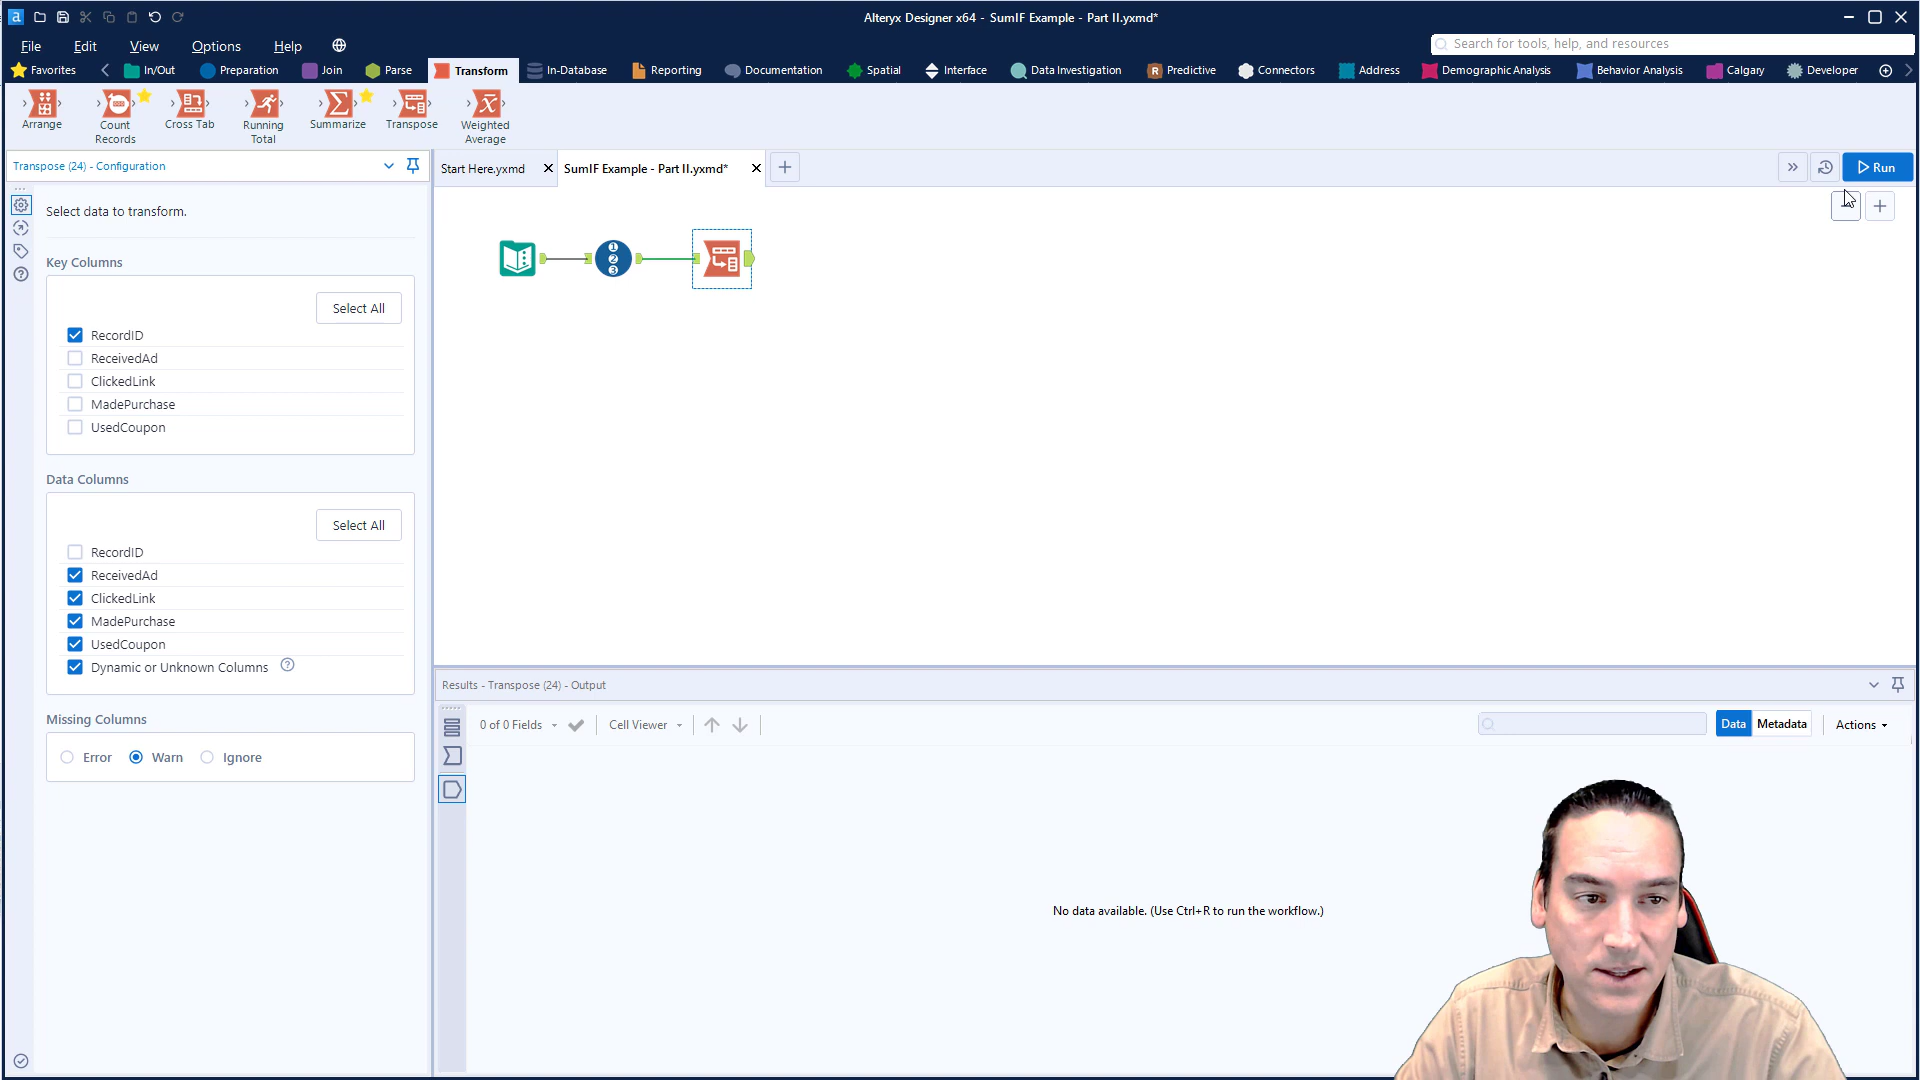 a
Alteryx Designer x64 - SumIF Example - Part II.yxmd*
File Edit View Options Help
Search for tools, help, and resources
Favorites In/Out Preparation Join Parse Transform In-Database Reporting Documentation Spatial Interface Data Investigation R Predictive Connectors Address Demographic Analysis Behavior Analysis Calgary Developer
Arrange Count Records Cross Tab Running Total Summarize Transpose Weighted Average
Transpose (24) - Configuration
Start Here.yxmd
SumIF Example - Part II.yxmd*
Run
Select data to transform.
Key Columns
Select All
RecordID
ReceivedAd
ClickedLink
MadePurchase
UsedCoupon
1
2
3
Data Columns
Select All
RecordID
ReceivedAd
ClickedLink
MadePurchase
UsedCoupon
Dynamic or Unknown Columns
Missing Columns
Error Warn Ignore
Results - Transpose (24) - Output
0 of 0 Fields Cell Viewer Data Metadata Actions
No data available. (Use Ctrl+R to run the workflow.)